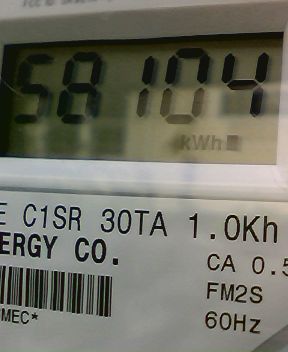 58104
kWh
E C1SR 30TA 1.0Kh
ERGY CO.
CA 0.5
FM2S
MEC*
60Hz